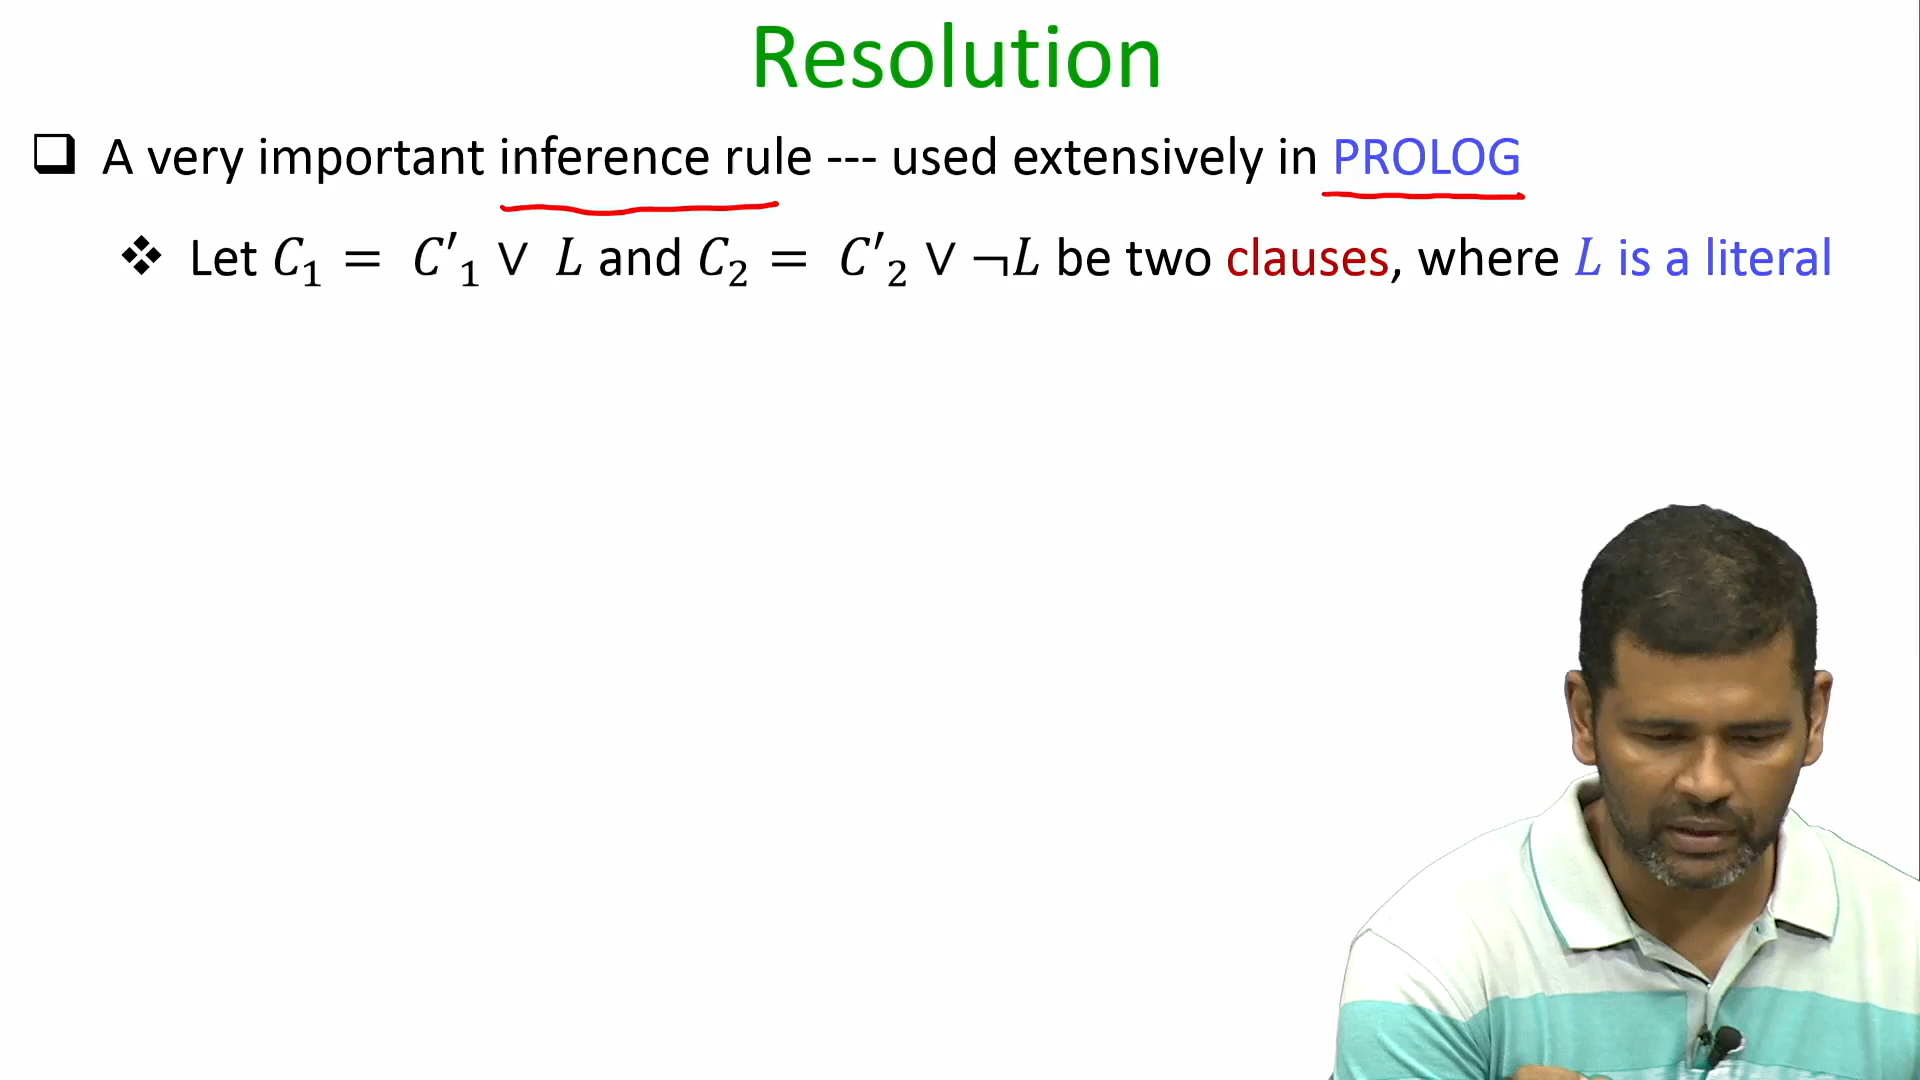 Resolution
❑ A very important inference rule --- used extensively in PROLOG
❖ Let C₁ = C′₁ ∨ L and C₂ = C′₂ ∨ ¬L be two clauses, where L is a literal